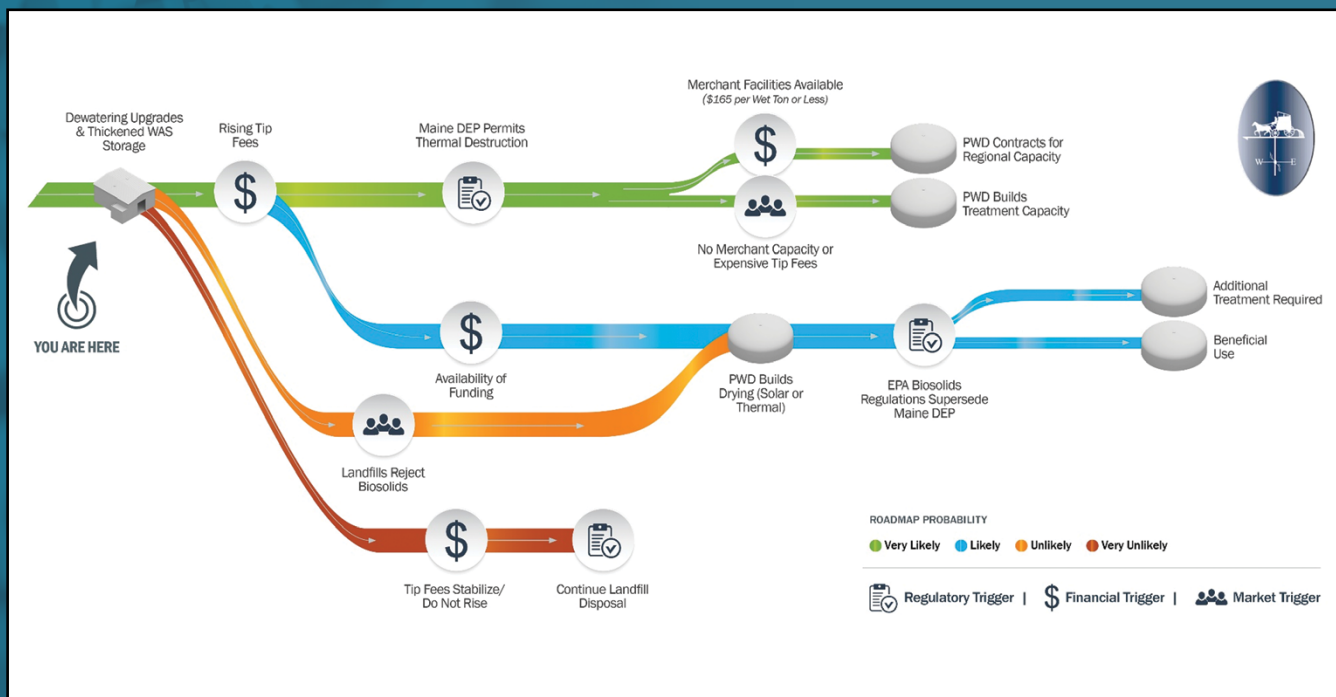 Dewatering Upgrades
& Thickened WAS
Storage
Rising Tip
Fees
Maine DEP Permits
Thermal Destruction
Merchant Facilities Available
($165 per Wet Ton or Less)
PWD Contracts for
Regional Capacity
PWD Builds
Treatment Capacity
No Merchant Capacity or
Expensive Tip Fees
W E
$
$
YOU ARE HERE
$
Availability of
Funding
PWD Builds
Drying (Solar or
Thermal)
EPA Biosolids
Regulations Supersede
Maine DEP
Additional
Treatment Required
Beneficial
Use
Landfills Reject
Biosolids
$
Tip Fees Stabilize/
Do Not Rise
Continue Landfill
Disposal
ROADMAP PROBABILITY
Very Likely Likely Unlikely Very Unlikely
Regulatory Trigger | $ Financial Trigger | Market Trigger